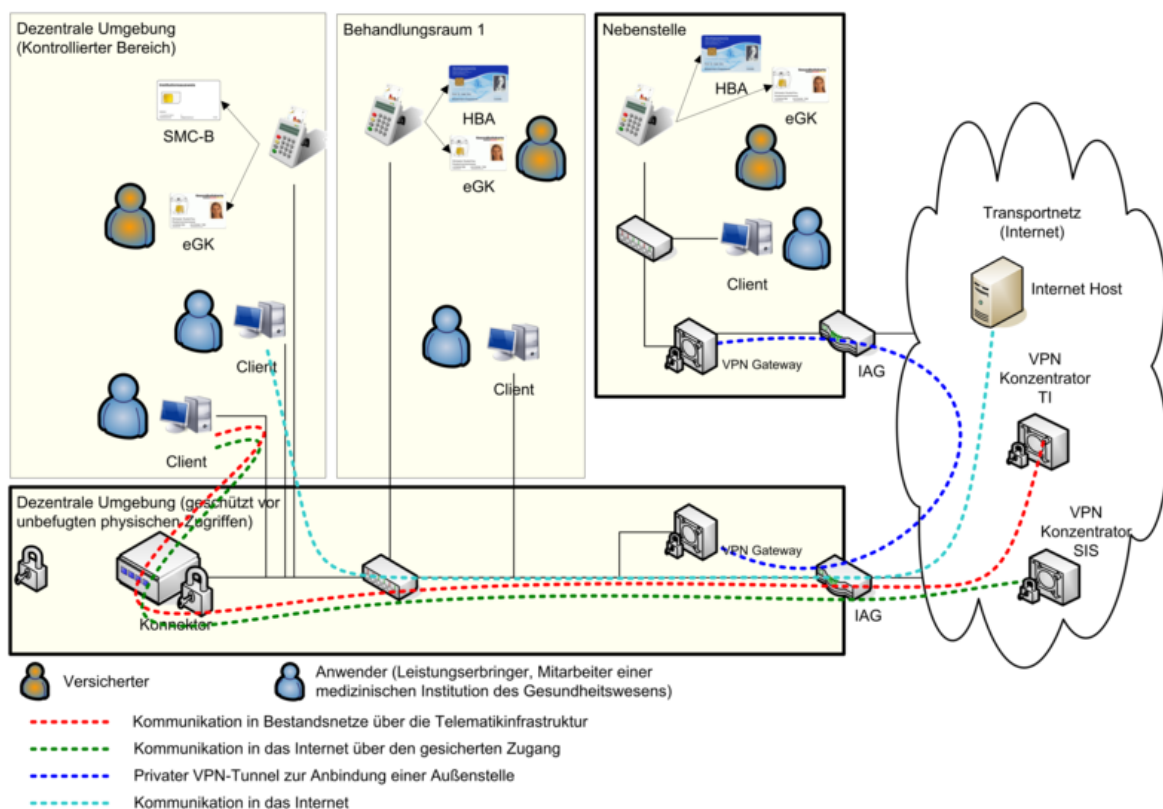 Dezentrale Umgebung
(Kontrollierter Bereich)
SMC-B
eGK
Client
Client
Behandlungsraum 1
HBA
eGK
Client
Nebenstelle
HBA
eGK
Client
VPN Gateway
IAG
Transportnetz
(Internet)
Internet Host
VPN
Konzentrator
TI
VPN
Konzentrator
SIS
Dezentrale Umgebung (geschützt vor
unbefugten physischen Zugriffen)
Konnektor
VPN Gateway
IAG
Versicherter
Anwender (Leistungserbringer, Mitarbeiter einer
medizinischen Institution des Gesundheitswesens)
Kommunikation in Bestandsnetze über die Telematikinfrastruktur
Kommunikation in das Internet über den gesicherten Zugang
Privater VPN-Tunnel zur Anbindung einer Außenstelle
Kommunikation in das Internet